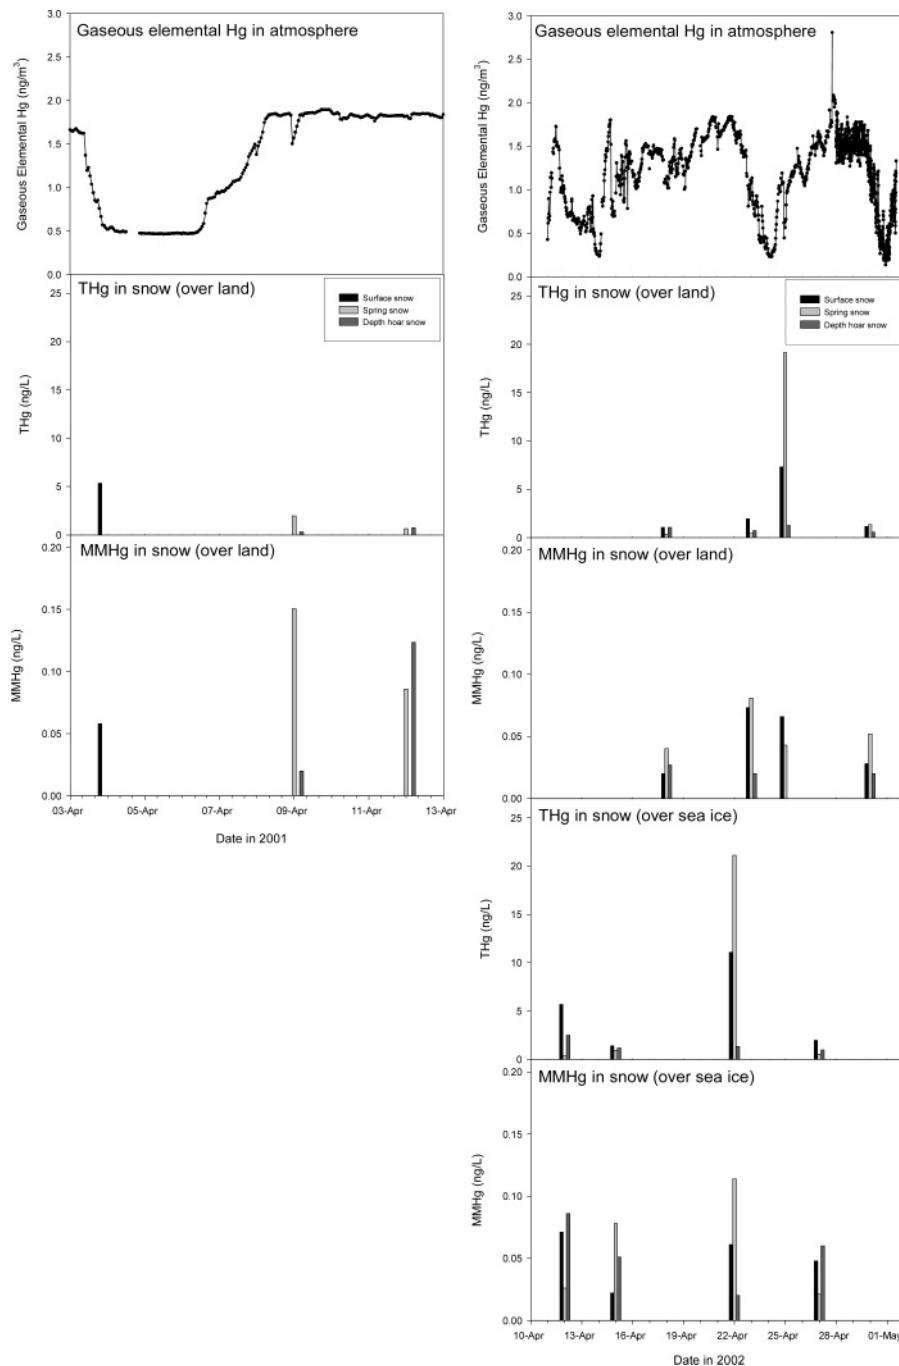 Gaseous elemental Hg in atmosphere
Gaseous Elemental Hg (ng/m³)
3.0
2.5
2.0
1.5
1.0
0.5
0.0
THg in snow (over land)
Surface snow
Spring snow
Depth hoar snow
THg (ng/L)
25
20
15
10
5
0
MMHg in snow (over land)
MMHg (ng/L)
0.20
0.15
0.10
0.05
0.00
03-Apr 05-Apr 07-Apr 09-Apr 11-Apr 13-Apr
Date in 2001
Gaseous elemental Hg in atmosphere
Gaseous Elemental Hg (ng/m³)
3.0
2.5
2.0
1.5
1.0
0.5
0.0
THg in snow (over land)
Surface snow
Spring snow
Depth hoar snow
THg (ng/L)
25
20
15
10
5
0
MMHg in snow (over land)
MMHg (ng/L)
0.20
0.15
0.10
0.05
0.00
THg in snow (over sea ice)
THg (ng/L)
25
20
15
10
5
0
MMHg in snow (over sea ice)
MMHg (ng/L)
0.20
0.15
0.10
0.05
0.00
10-Apr 13-Apr 16-Apr 19-Apr 22-Apr 25-Apr 28-Apr 01-May
Date in 2002